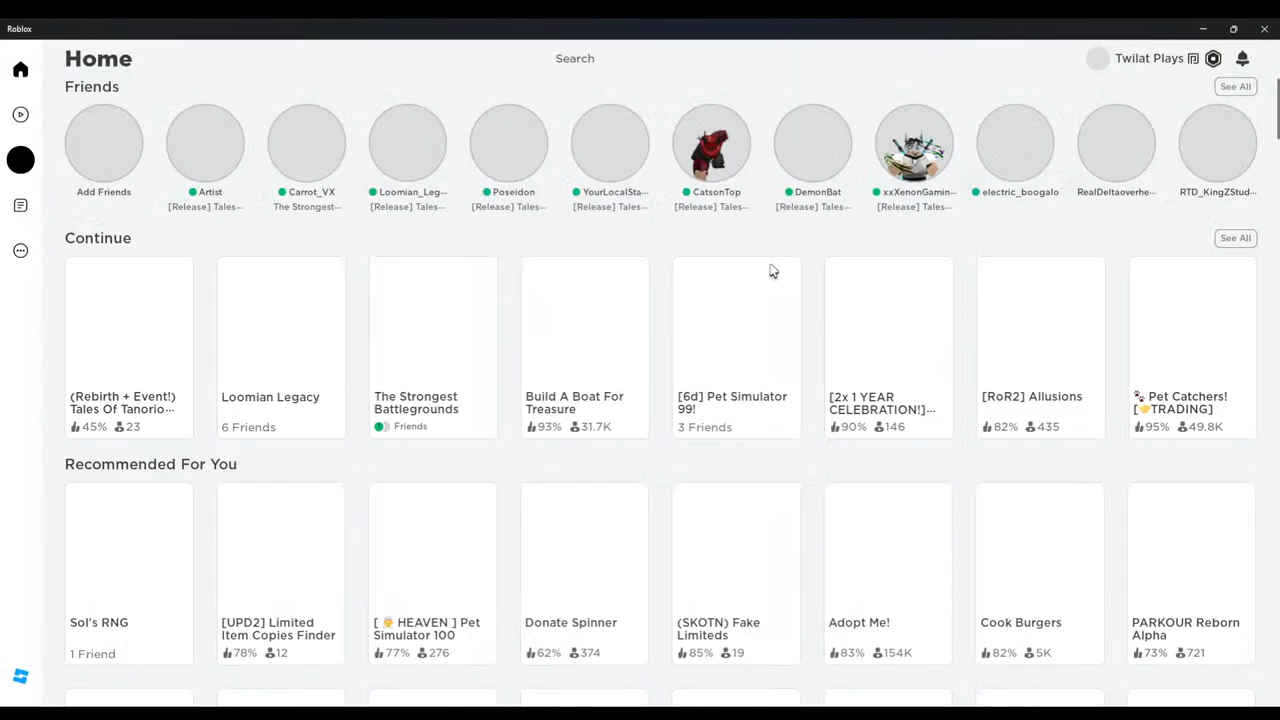 Roblox
Home
Search
Twilat Plays
Friends
See All
Add Friends
Artist
Carrot_VX
Loomian_Leg...
Poseidon
YourLocalSta...
CatsonTop
DemonBat
xxXenonGamin...
electric_boogalo
RealDeltaoverhe...
RTD_KingZStud...
[Release] Tales...
The Strongest...
[Release] Tales...
[Release] Tales...
[Release] Tales...
[Release] Tales...
[Release] Tales...
[Release] Tales...
Continue
See All
(Rebirth + Event!)
Tales Of Tanorio...
45% 23
Loomian Legacy
6 Friends
The Strongest
Battlegrounds
Friends
Build A Boat For
Treasure
93% 31.7K
[6d] Pet Simulator
99!
3 Friends
[2x 1 YEAR
CELEBRATION!]...
90% 146
[RoR2] Allusions
82% 435
🐾 Pet Catchers!
[🤝TRADING]
95% 49.8K
Recommended For You
Sol's RNG
1 Friend
[UPD2] Limited
Item Copies Finder
78% 12
[ 👼 HEAVEN ] Pet
Simulator 100
77% 276
Donate Spinner
62% 374
(SKOTN) Fake
Limiteds
85% 19
Adopt Me!
83% 154K
Cook Burgers
82% 5K
PARKOUR Reborn
Alpha
73% 721